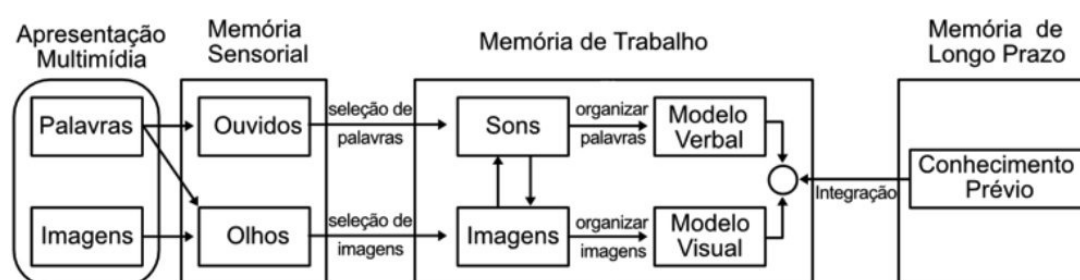 Apresentação
Multimídia
Memória
Sensorial
Memória de Trabalho
Memória de
Longo Prazo
Palavras
Ouvidos
seleção de
palavras
Sons
organizar
palavras
Modelo
Verbal
Integração
Conhecimento
Prévio
Imagens
Olhos
seleção de
imagens
Imagens
organizar
imagens
Modelo
Visual